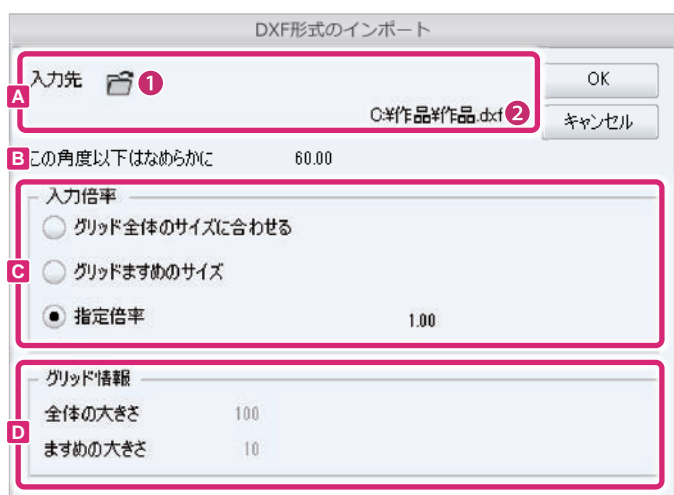 DXF形式のインポート
入力先 1
A
C:¥作品¥作品.dxf 2
OK
キャンセル
B この角度以下はなめらかに 60.00
入力倍率
グリッド全体のサイズに合わせる
C グリッドますめのサイズ
指定倍率 1.00
グリッド情報
全体の大きさ 100
D
ますめの大きさ 10